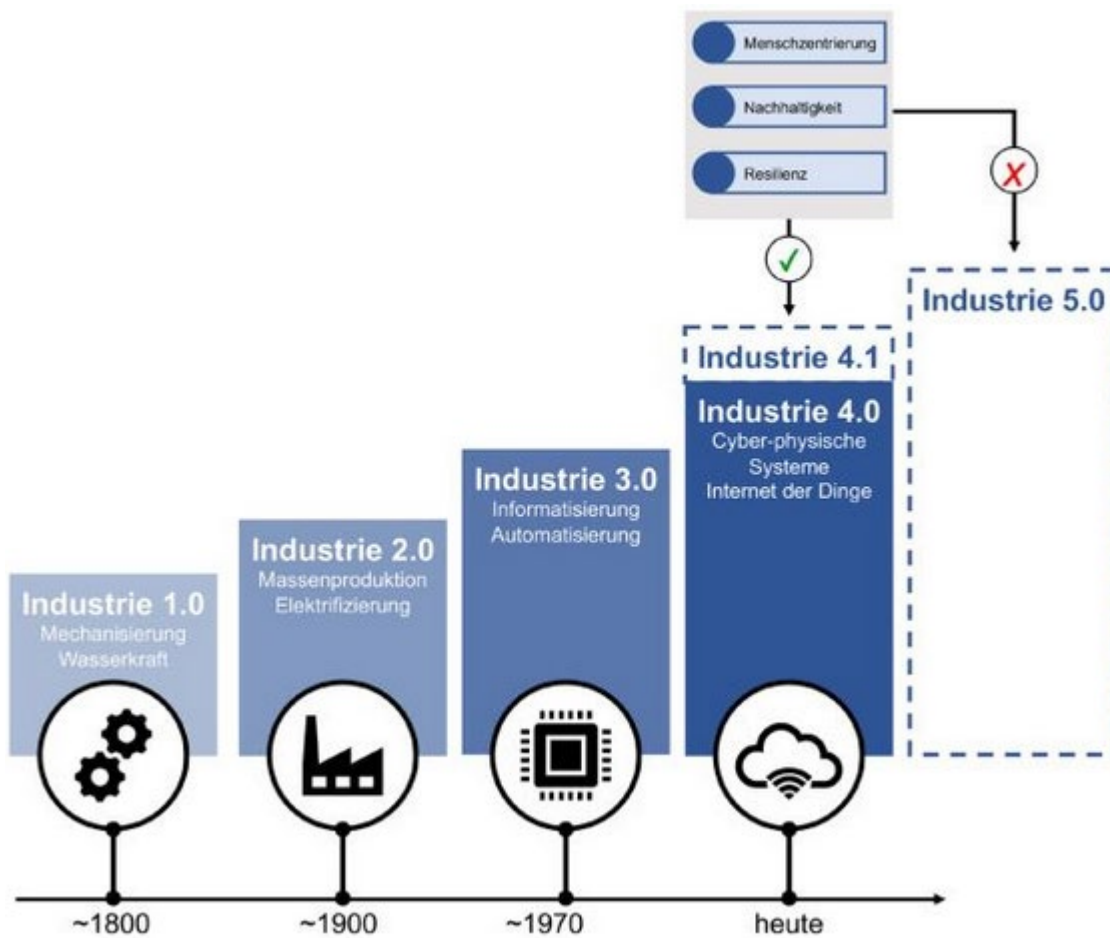 Menschzentrierung
Nachhaltigkeit
Resilienz
X
✓
Industrie 5.0
Industrie 4.1
Industrie 4.0
Cyber-physische
Systeme
Internet der Dinge
Industrie 3.0
Informatisierung
Automatisierung
Industrie 2.0
Massenproduktion
Elektrifizierung
Industrie 1.0
Mechanisierung
Wasserkraft
~1800
~1900
~1970
heute